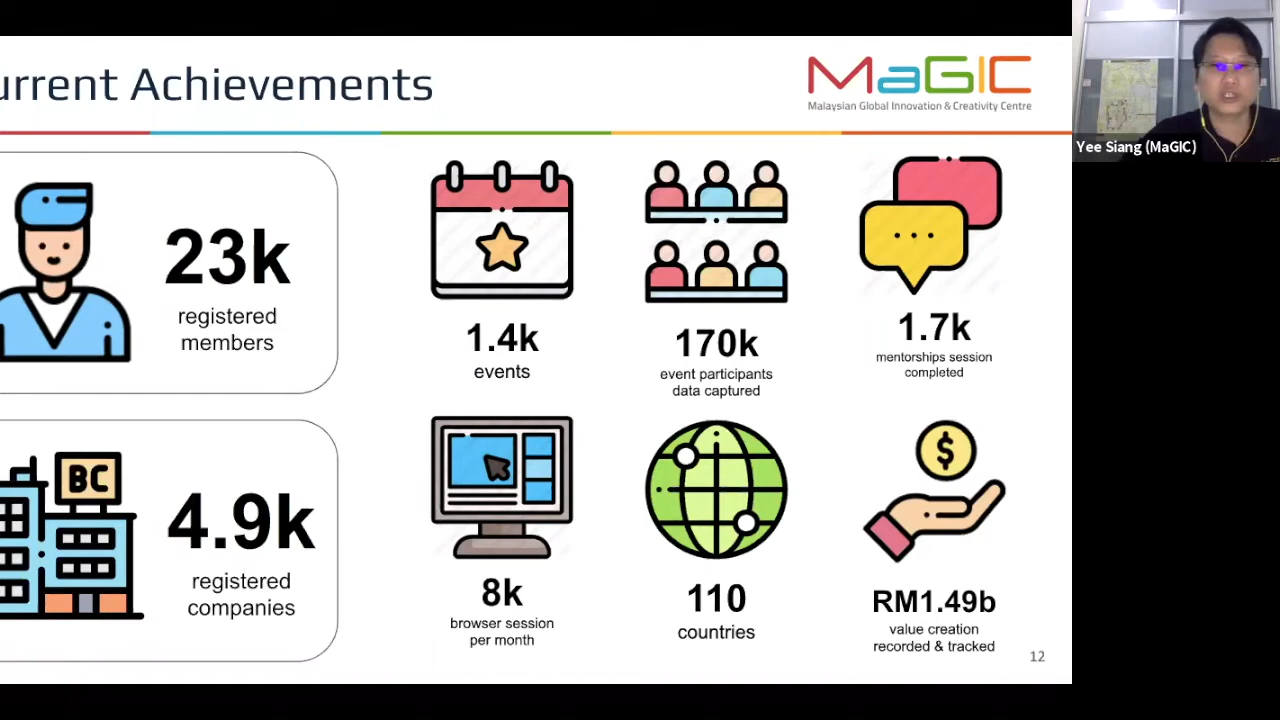 urrent Achievements
MaGIC
Malaysian Global Innovation & Creativity Centre
Yee Siang (MaGIC)
23k
registered
members
1.4k
events
170k
event participants
data captured
1.7k
mentorships session
completed
BC
4.9k
registered
companies
8k
browser session
per month
110
countries
$
RM1.49b
value creation
recorded & tracked
12